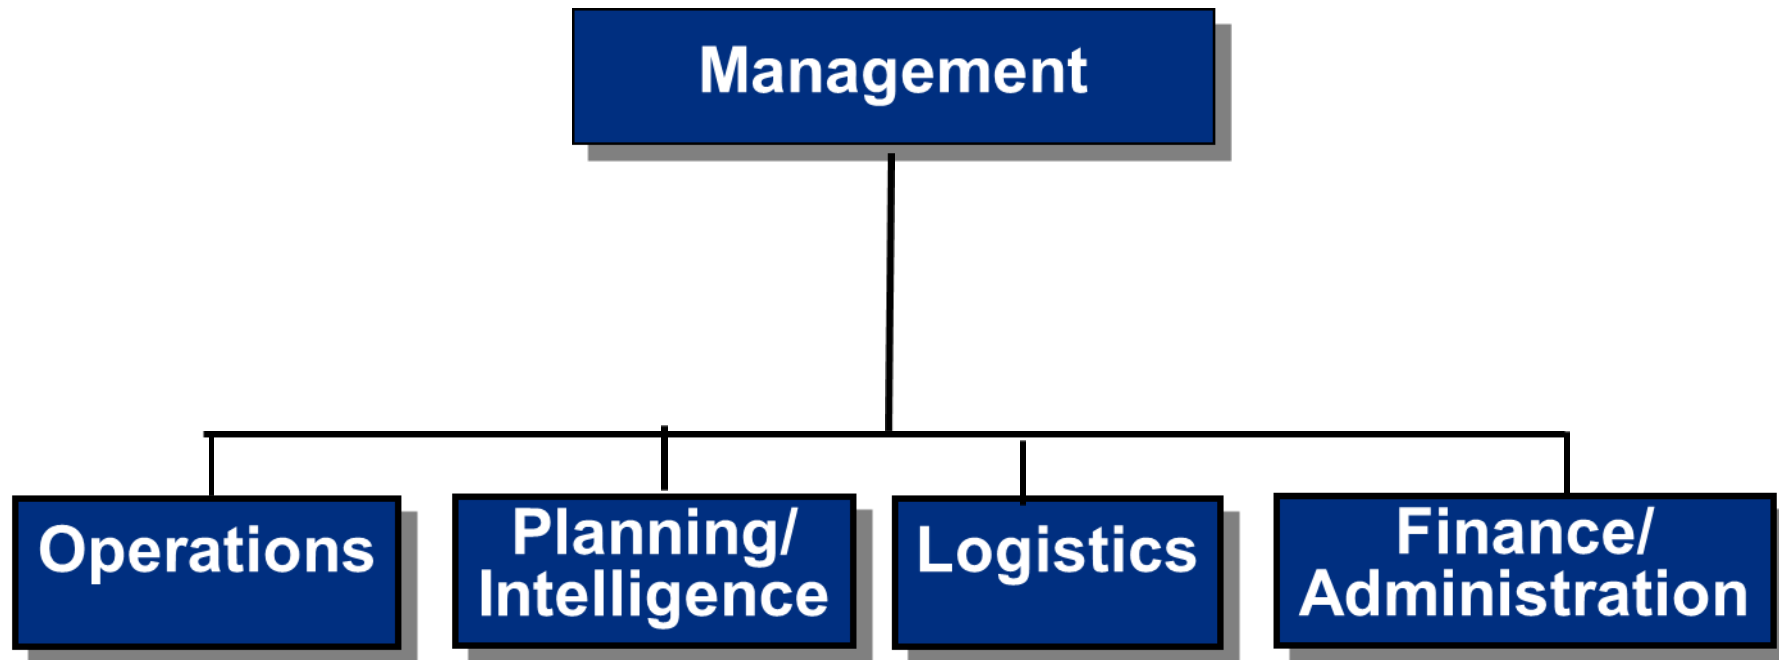 Management
Operations
Planning/
Intelligence
Logistics
Finance/
Administration